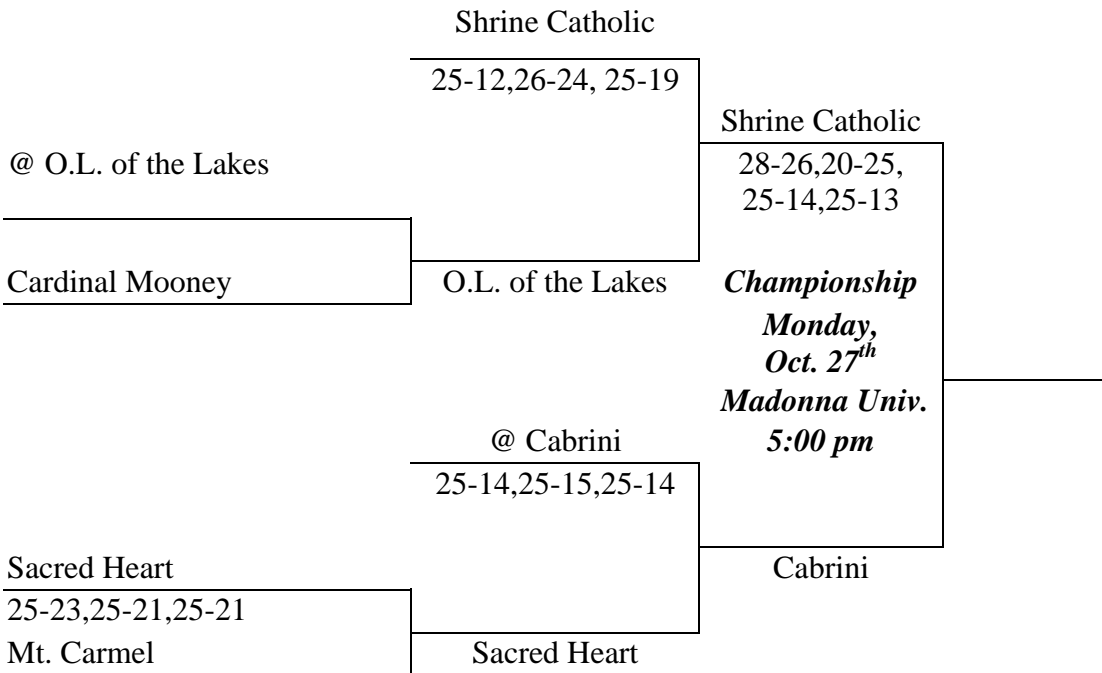 Shrine Catholic
25-12,26-24, 25-19
Shrine Catholic
@ O.L. of the Lakes
28-26,20-25,
25-14,25-13
Cardinal Mooney
O.L. of the Lakes
Championship
Monday,
Oct. 27th
Madonna Univ.
@ Cabrini
5:00 pm
25-14,25-15,25-14
Sacred Heart
Cabrini
25-23,25-21,25-21
Mt. Carmel
Sacred Heart